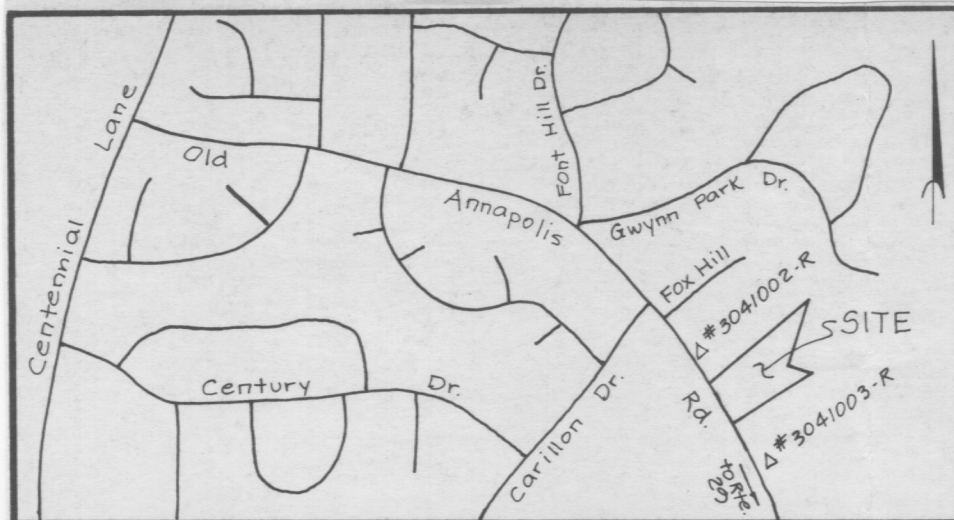 Centennial Lane
Old Annapolis Rd.
Font Hill Dr.
Gwynn Park Dr.
Fox Hill
Δ#3041002-R
SITE
Δ#3041003-R
Century Dr.
Carillon Dr.
to Rte. 29